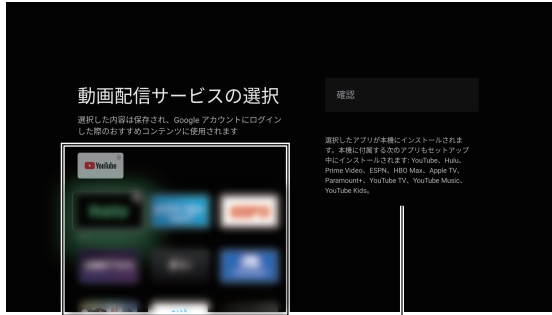 動画配信サービスの選択
選択した内容は保存され、Google アカウントにログイン
した際のおすすめコンテンツに使用されます
YouTube
確認
選択したアプリが本機にインストールされま
す。本機に付属する次のアプリもセットアップ
中にインストールされます: YouTube、Hulu、
Prime Video、ESPN、HBO Max、Apple TV、
Paramount+、YouTube TV、YouTube Music、
YouTube Kids。